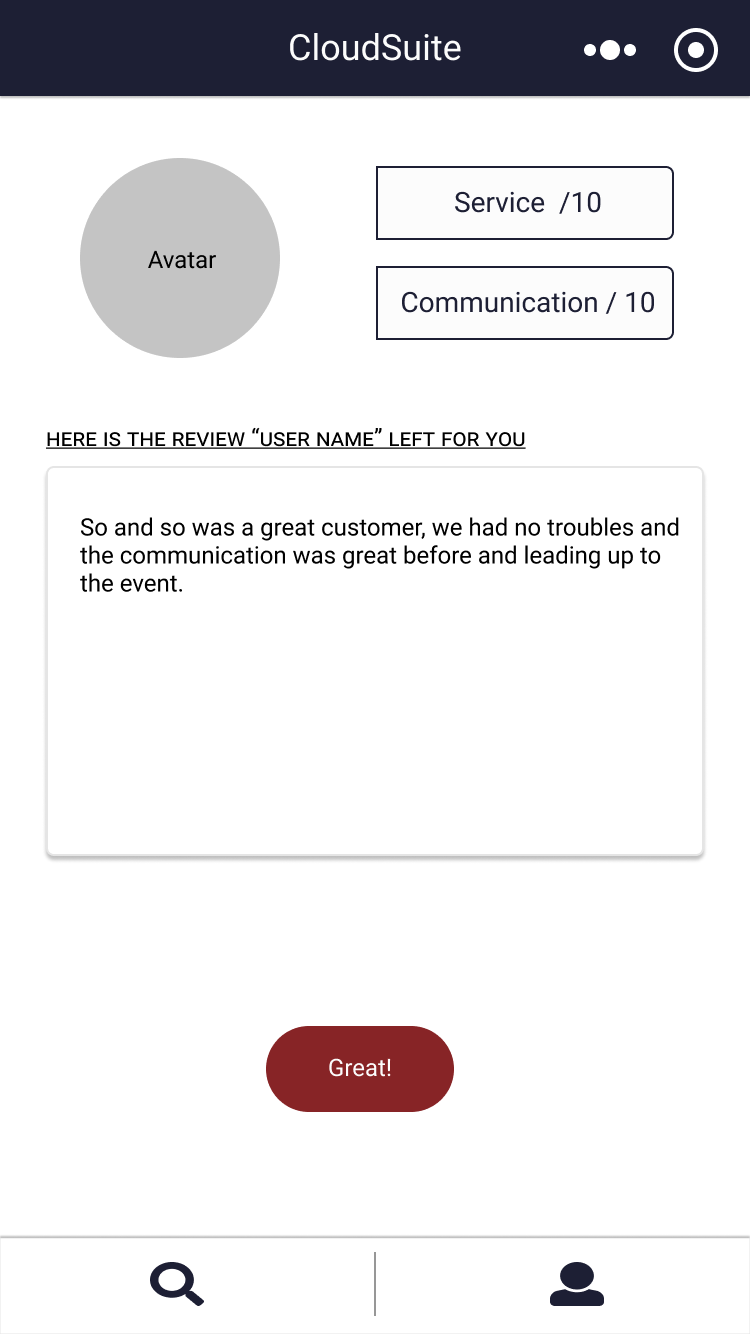 CloudSuite
Avatar
Service /10
Communication / 10
HERE IS THE REVIEW “USER NAME” LEFT FOR YOU
So and so was a great customer, we had no troubles and
the communication was great before and leading up to
the event.
Great!